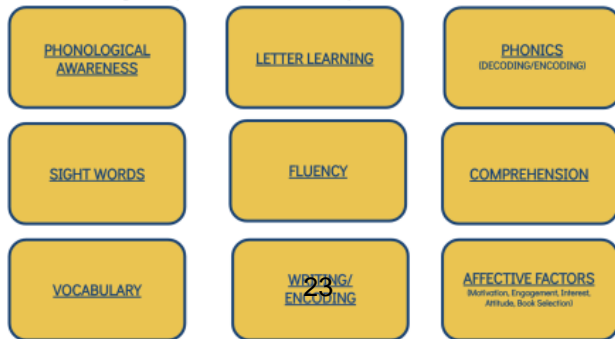 PHONOLOGICAL
AWARENESS
LETTER LEARNING
PHONICS
(DECODING/ENCODING)
SIGHT WORDS
FLUENCY
COMPREHENSION
VOCABULARY
WRITING/
ENCODING
23
AFFECTIVE FACTORS
(Motivation, Engagement, Interest,
Attitude, Book Selection)